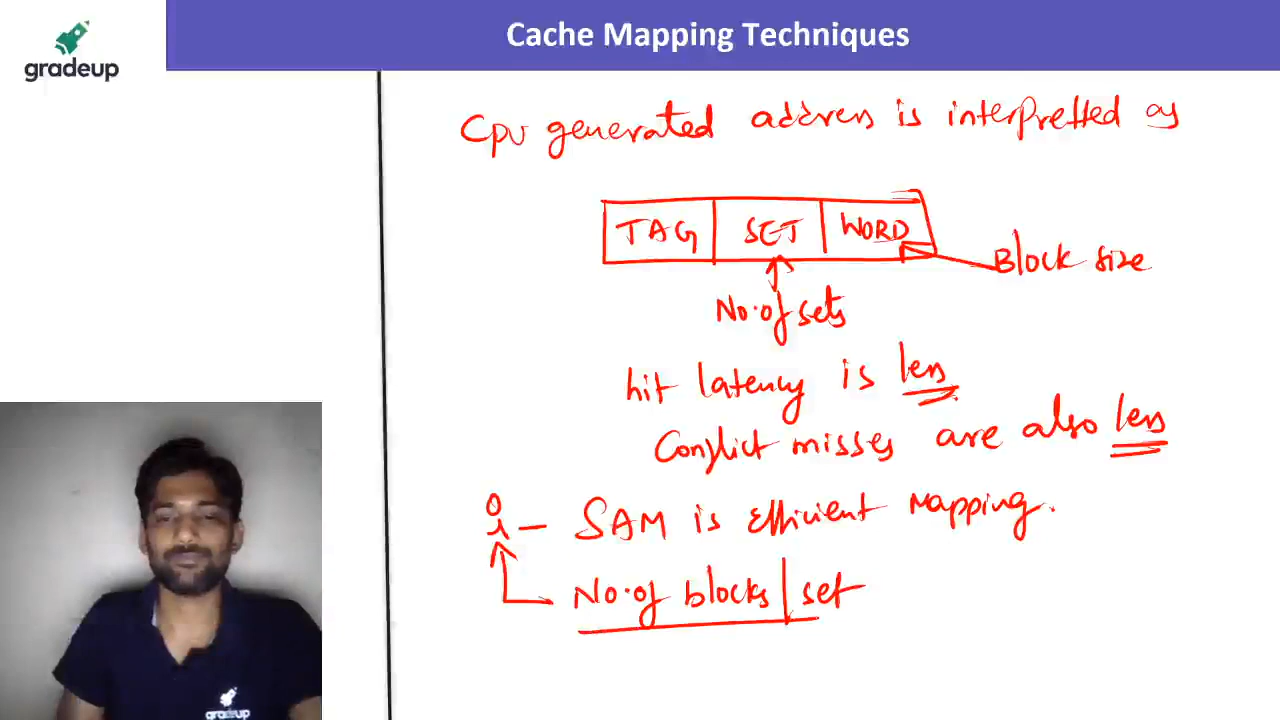 Cache Mapping Techniques
gradeup
Cpu generated address is interpretted as
TAG SET WORD
Block size
No. of sets
hit latency is less
Conflict misses are also less
SAM is Efficient Mapping.
No. of blocks | set
gradeup